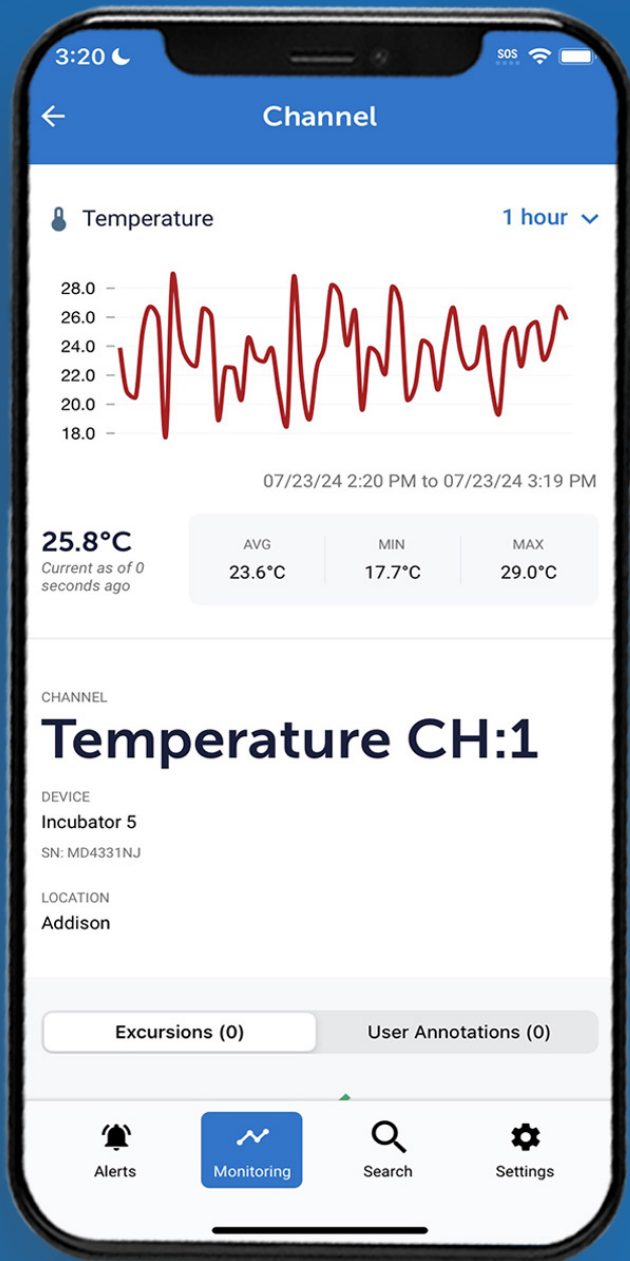 3:20
SOS
Channel
Temperature
1 hour
28.0
26.0
24.0
22.0
20.0
18.0
07/23/24 2:20 PM to 07/23/24 3:19 PM
25.8°C
Current as of 0
seconds ago
AVG
23.6°C
MIN
17.7°C
MAX
29.0°C
CHANNEL
Temperature CH:1
DEVICE
Incubator 5
SN: MD4331NJ
LOCATION
Addison
Excursions (0)
User Annotations (0)
Alerts
Monitoring
Search
Settings